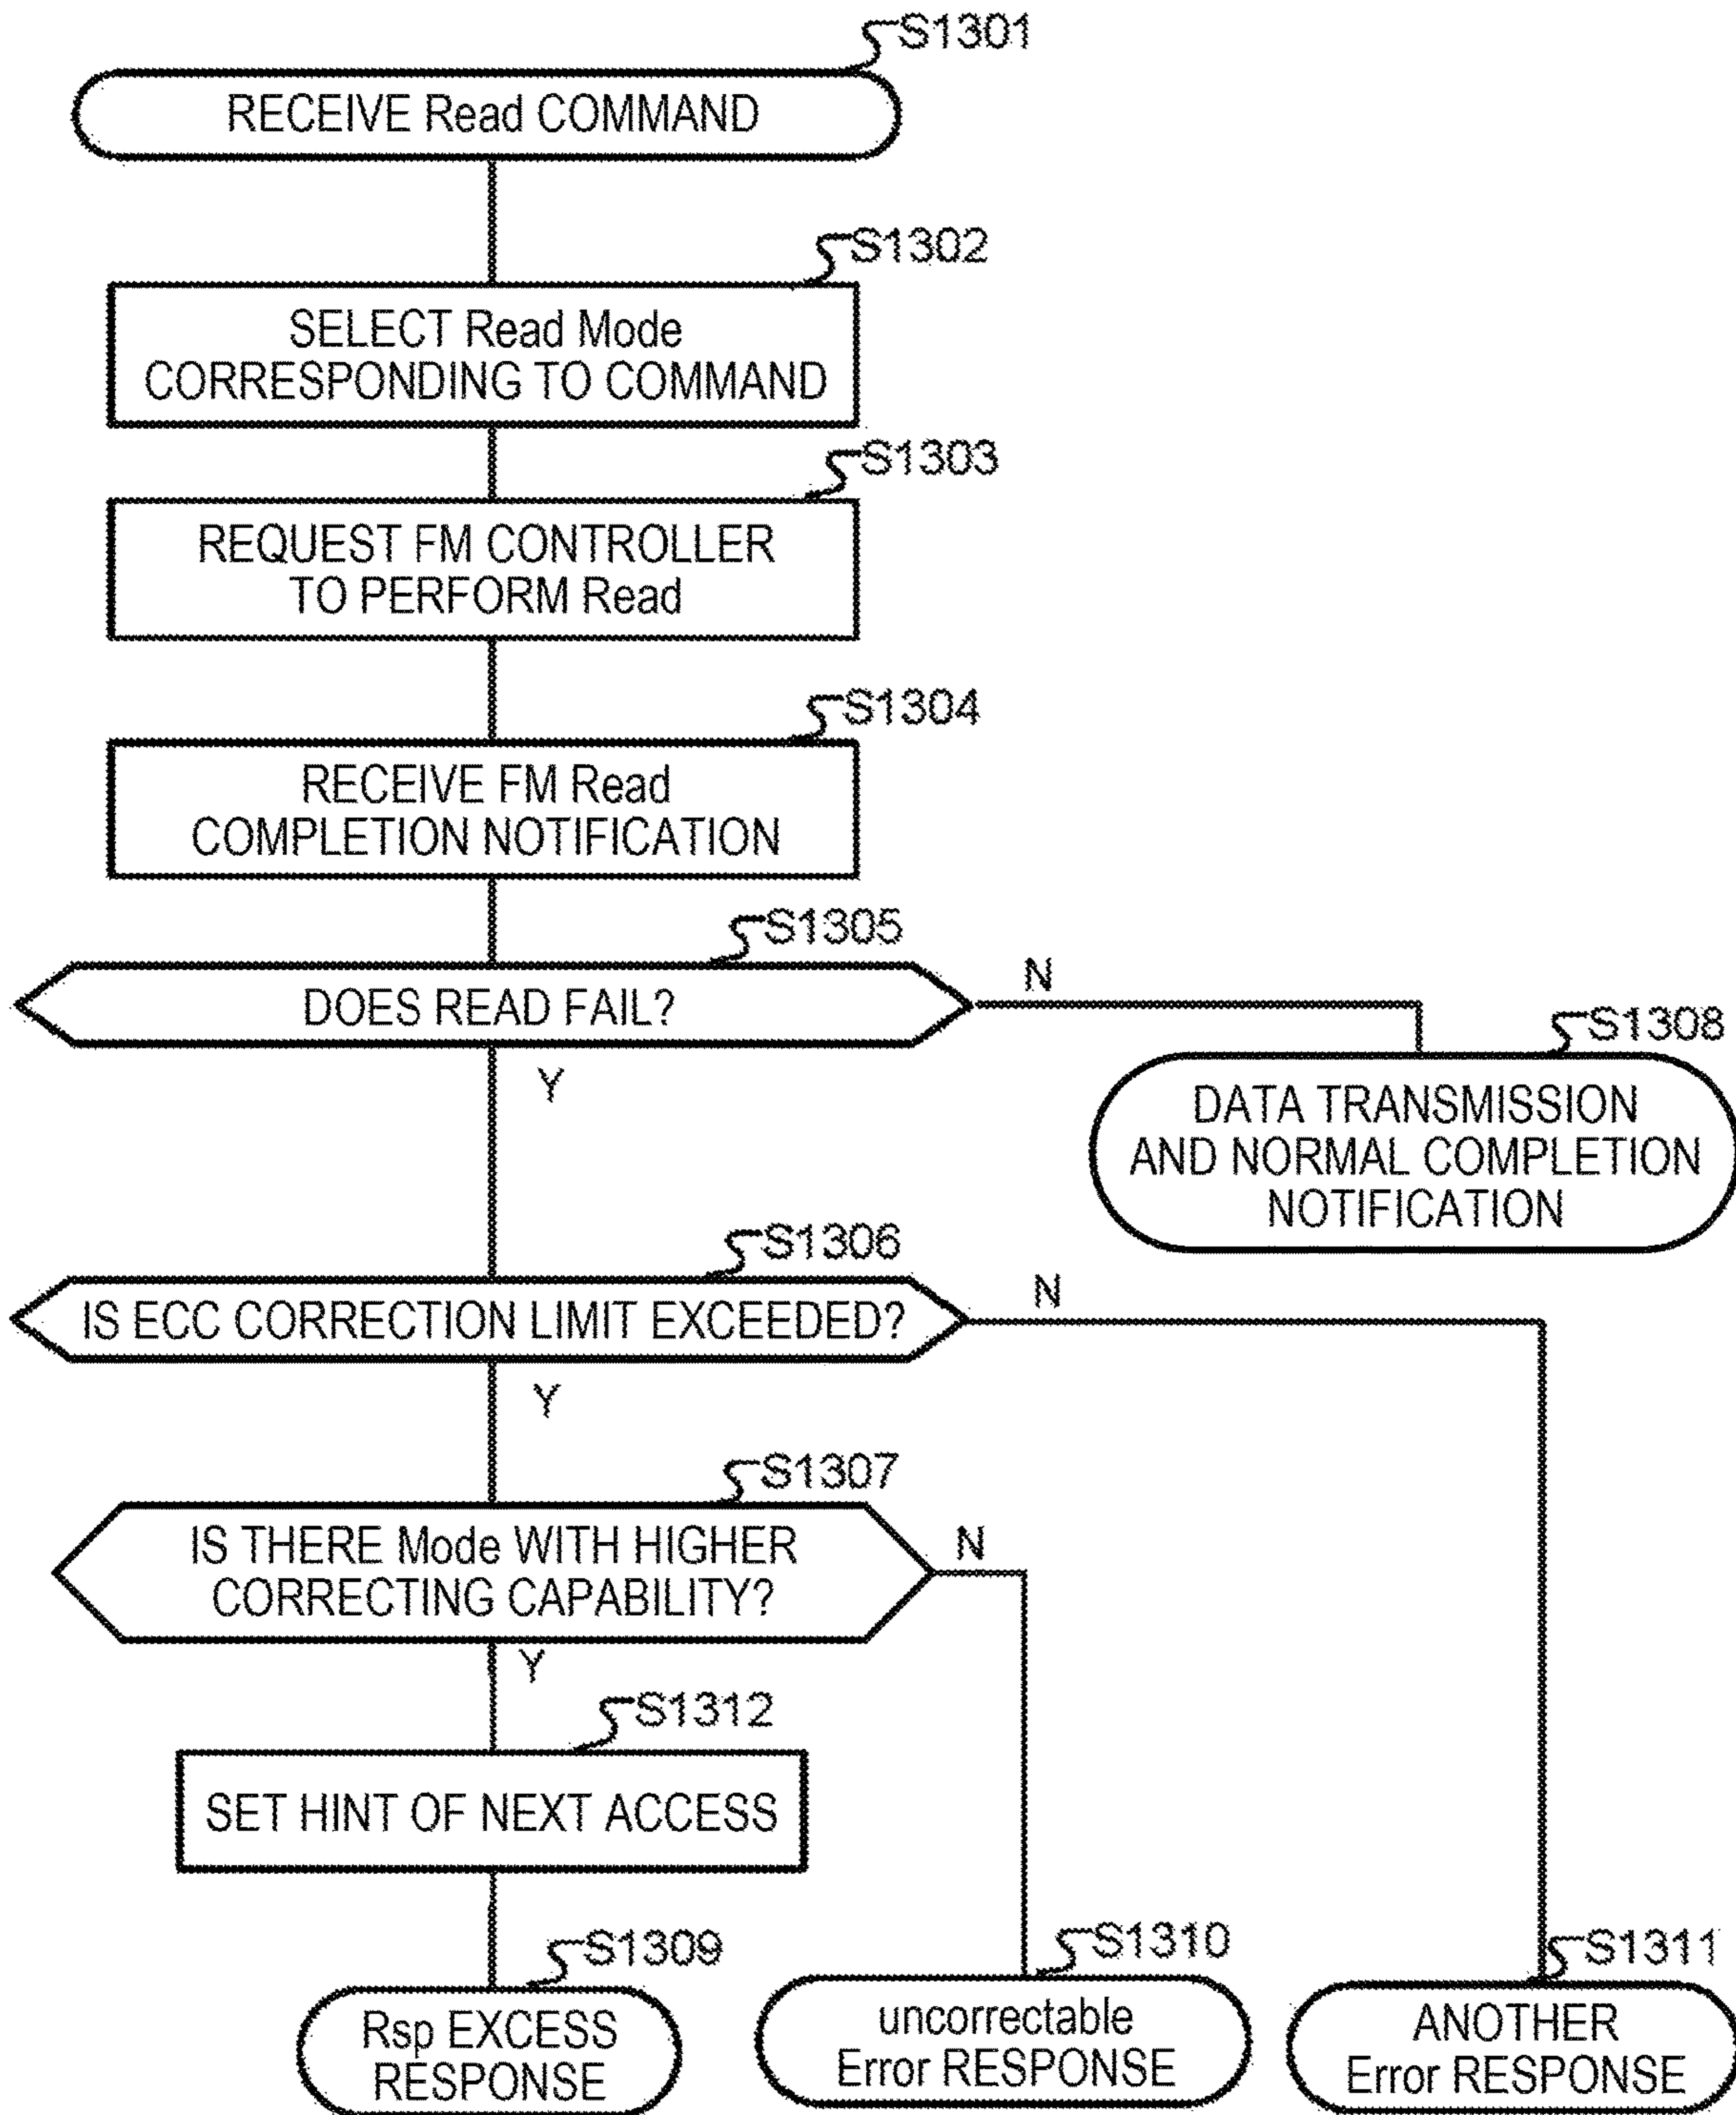 S1301
RECEIVE Read COMMAND
S1302
SELECT Read Mode
CORRESPONDING TO COMMAND
S1303
REQUEST FM CONTROLLER
TO PERFORM Read
S1304
RECEIVE FM Read
COMPLETION NOTIFICATION
S1305
DOES READ FAIL?
N
Y
S1308
DATA TRANSMISSION
AND NORMAL COMPLETION
NOTIFICATION
S1306
IS ECC CORRECTION LIMIT EXCEEDED?
N
Y
S1307
IS THERE Mode WITH HIGHER
CORRECTING CAPABILITY?
N
Y
S1312
SET HINT OF NEXT ACCESS
S1309
Rsp EXCESS
RESPONSE
S1310
uncorrectable
Error RESPONSE
S1311
ANOTHER
Error RESPONSE